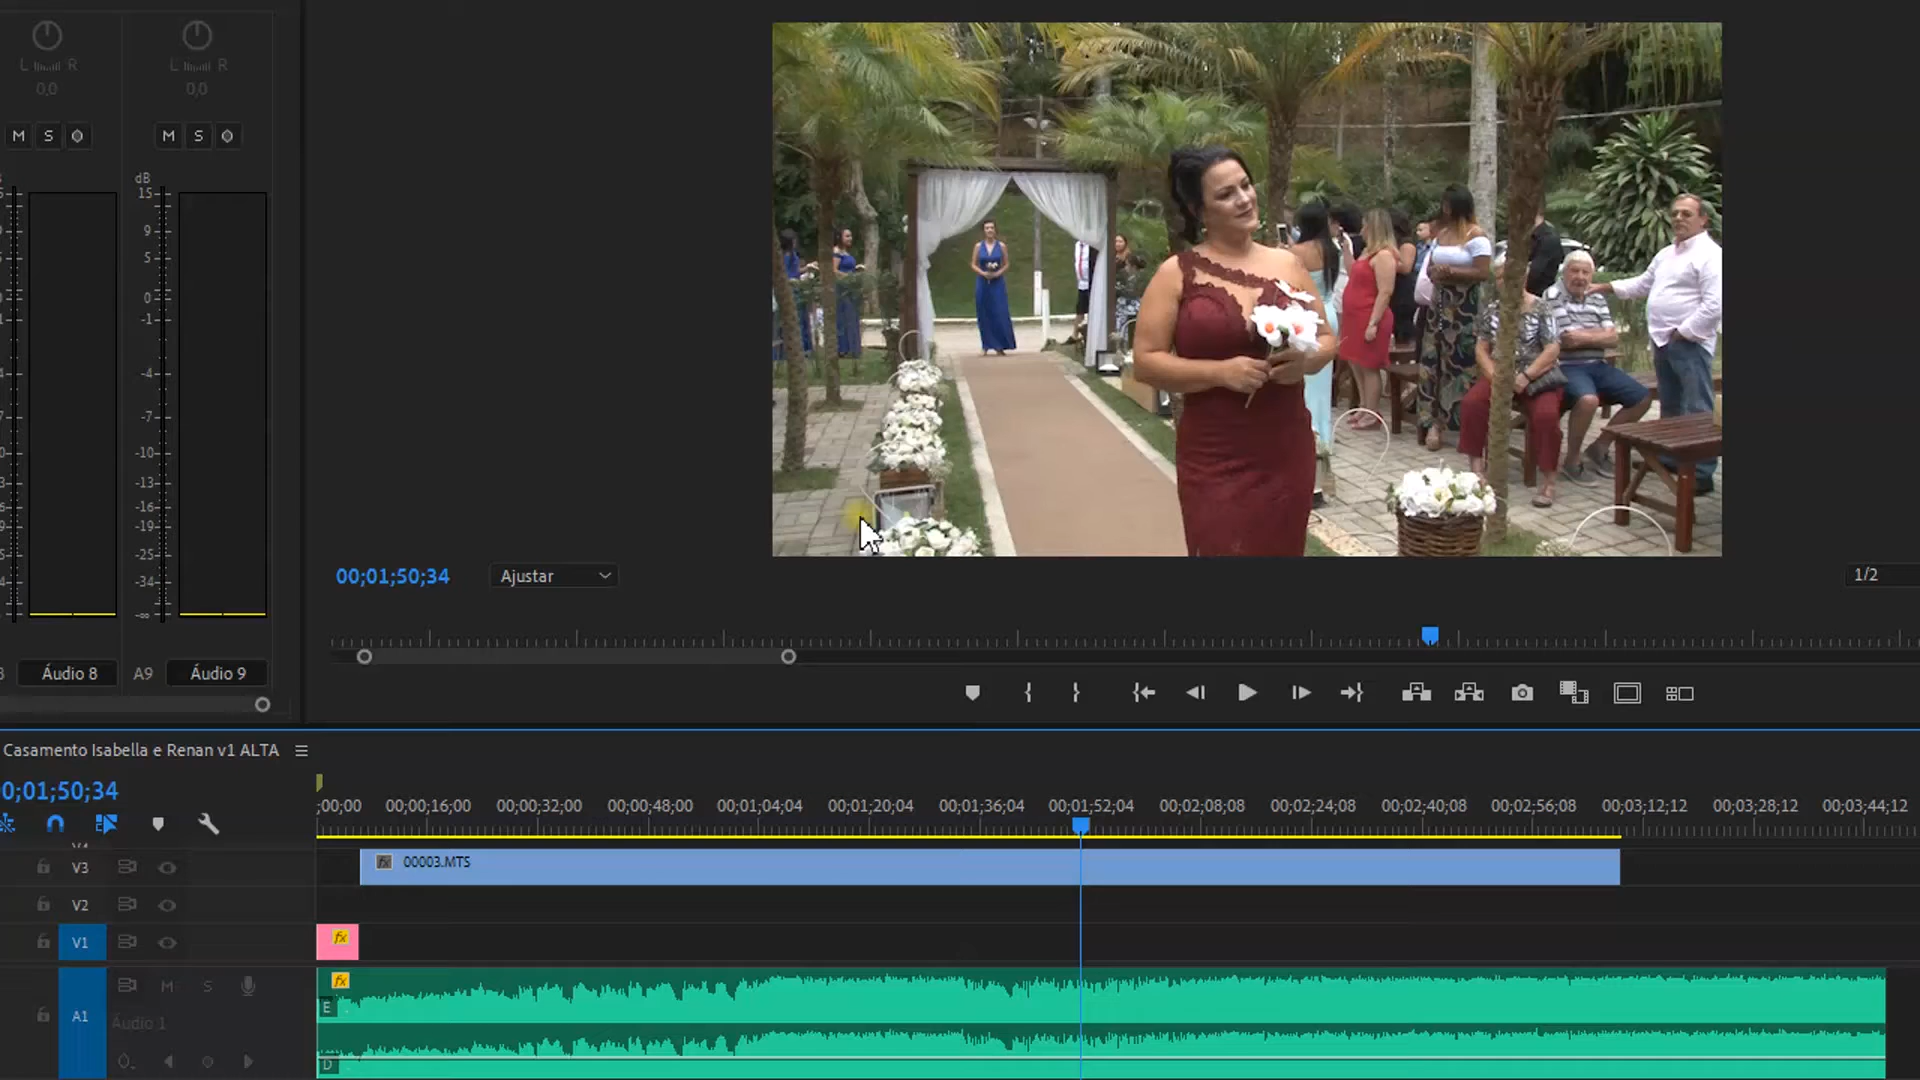 L R
L R
0,0
0,0
M S
M S
dB
15
9
5
0
-1
-4
-7
-10
-13
-16
-19
-25
-34
-∞
00;01;50;34
Ajustar
1/2
Áudio 8
A9
Áudio 9
Casamento Isabella e Renan v1 ALTA
0;01;50;34
;00;00
00;00;16;00
00;00;32;00
00;00;48;00
00;01;04;04
00;01;20;04
00;01;36;04
00;01;52;04
00;02;08;08
00;02;24;08
00;02;40;08
00;02;56;08
00;03;12;12
00;03;28;12
00;03;44;12
V3
fx 00003.MTS
V2
V1
fx
M S
fx
E
A1
Áudio 1
D